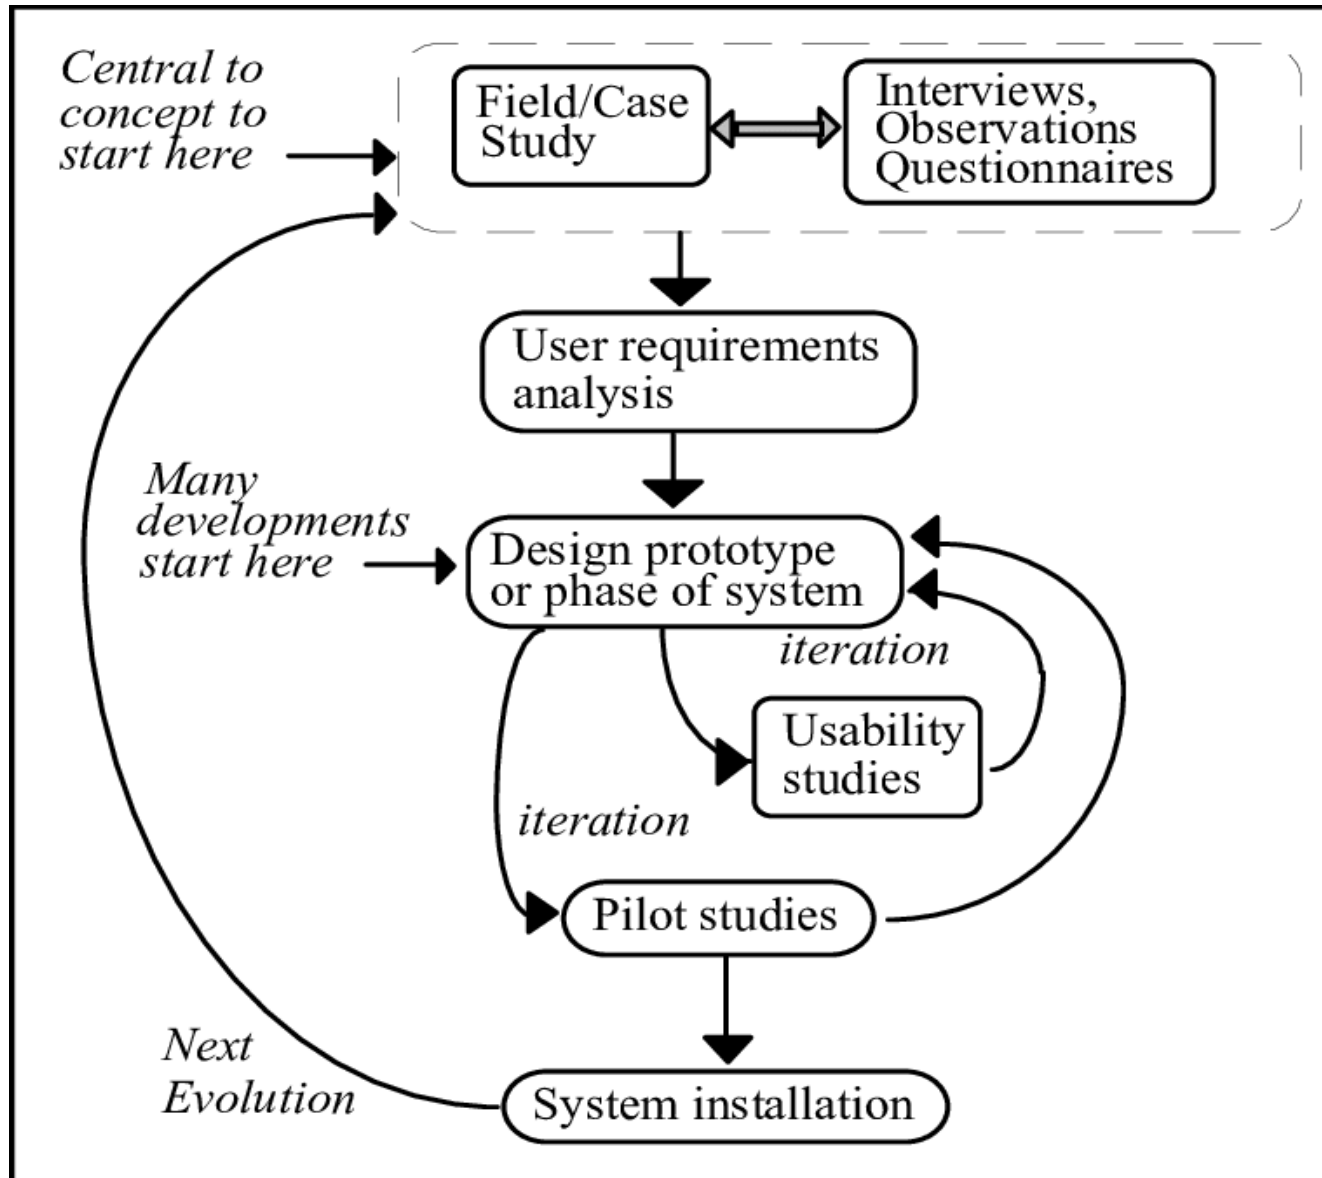 Central to
concept to
start here
Field/Case
Study
Interviews,
Observations
Questionnaires
User requirements
analysis
Many
developments
start here
Design prototype
or phase of system
iteration
Usability
studies
iteration
Pilot studies
Next
Evolution
System installation